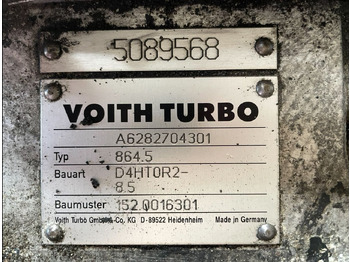 5089568
VOITH TURBO
A6282704301
Typ 864.5
Bauart D4HT0R2-
8.5
Baumuster 152.0016301
Voith Turbo GmbH & Co. KG D-89522 Heidenheim Made in Germany